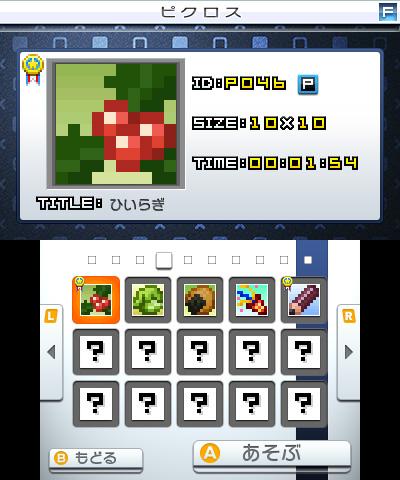 ピクロス
F
ID:P046 P
SIZE:10X10
TIME:00:01:54
TITLE: ひいらぎ
L
R
? ? ? ? ?
? ? ? ? ?
B もどる
A あそぶ